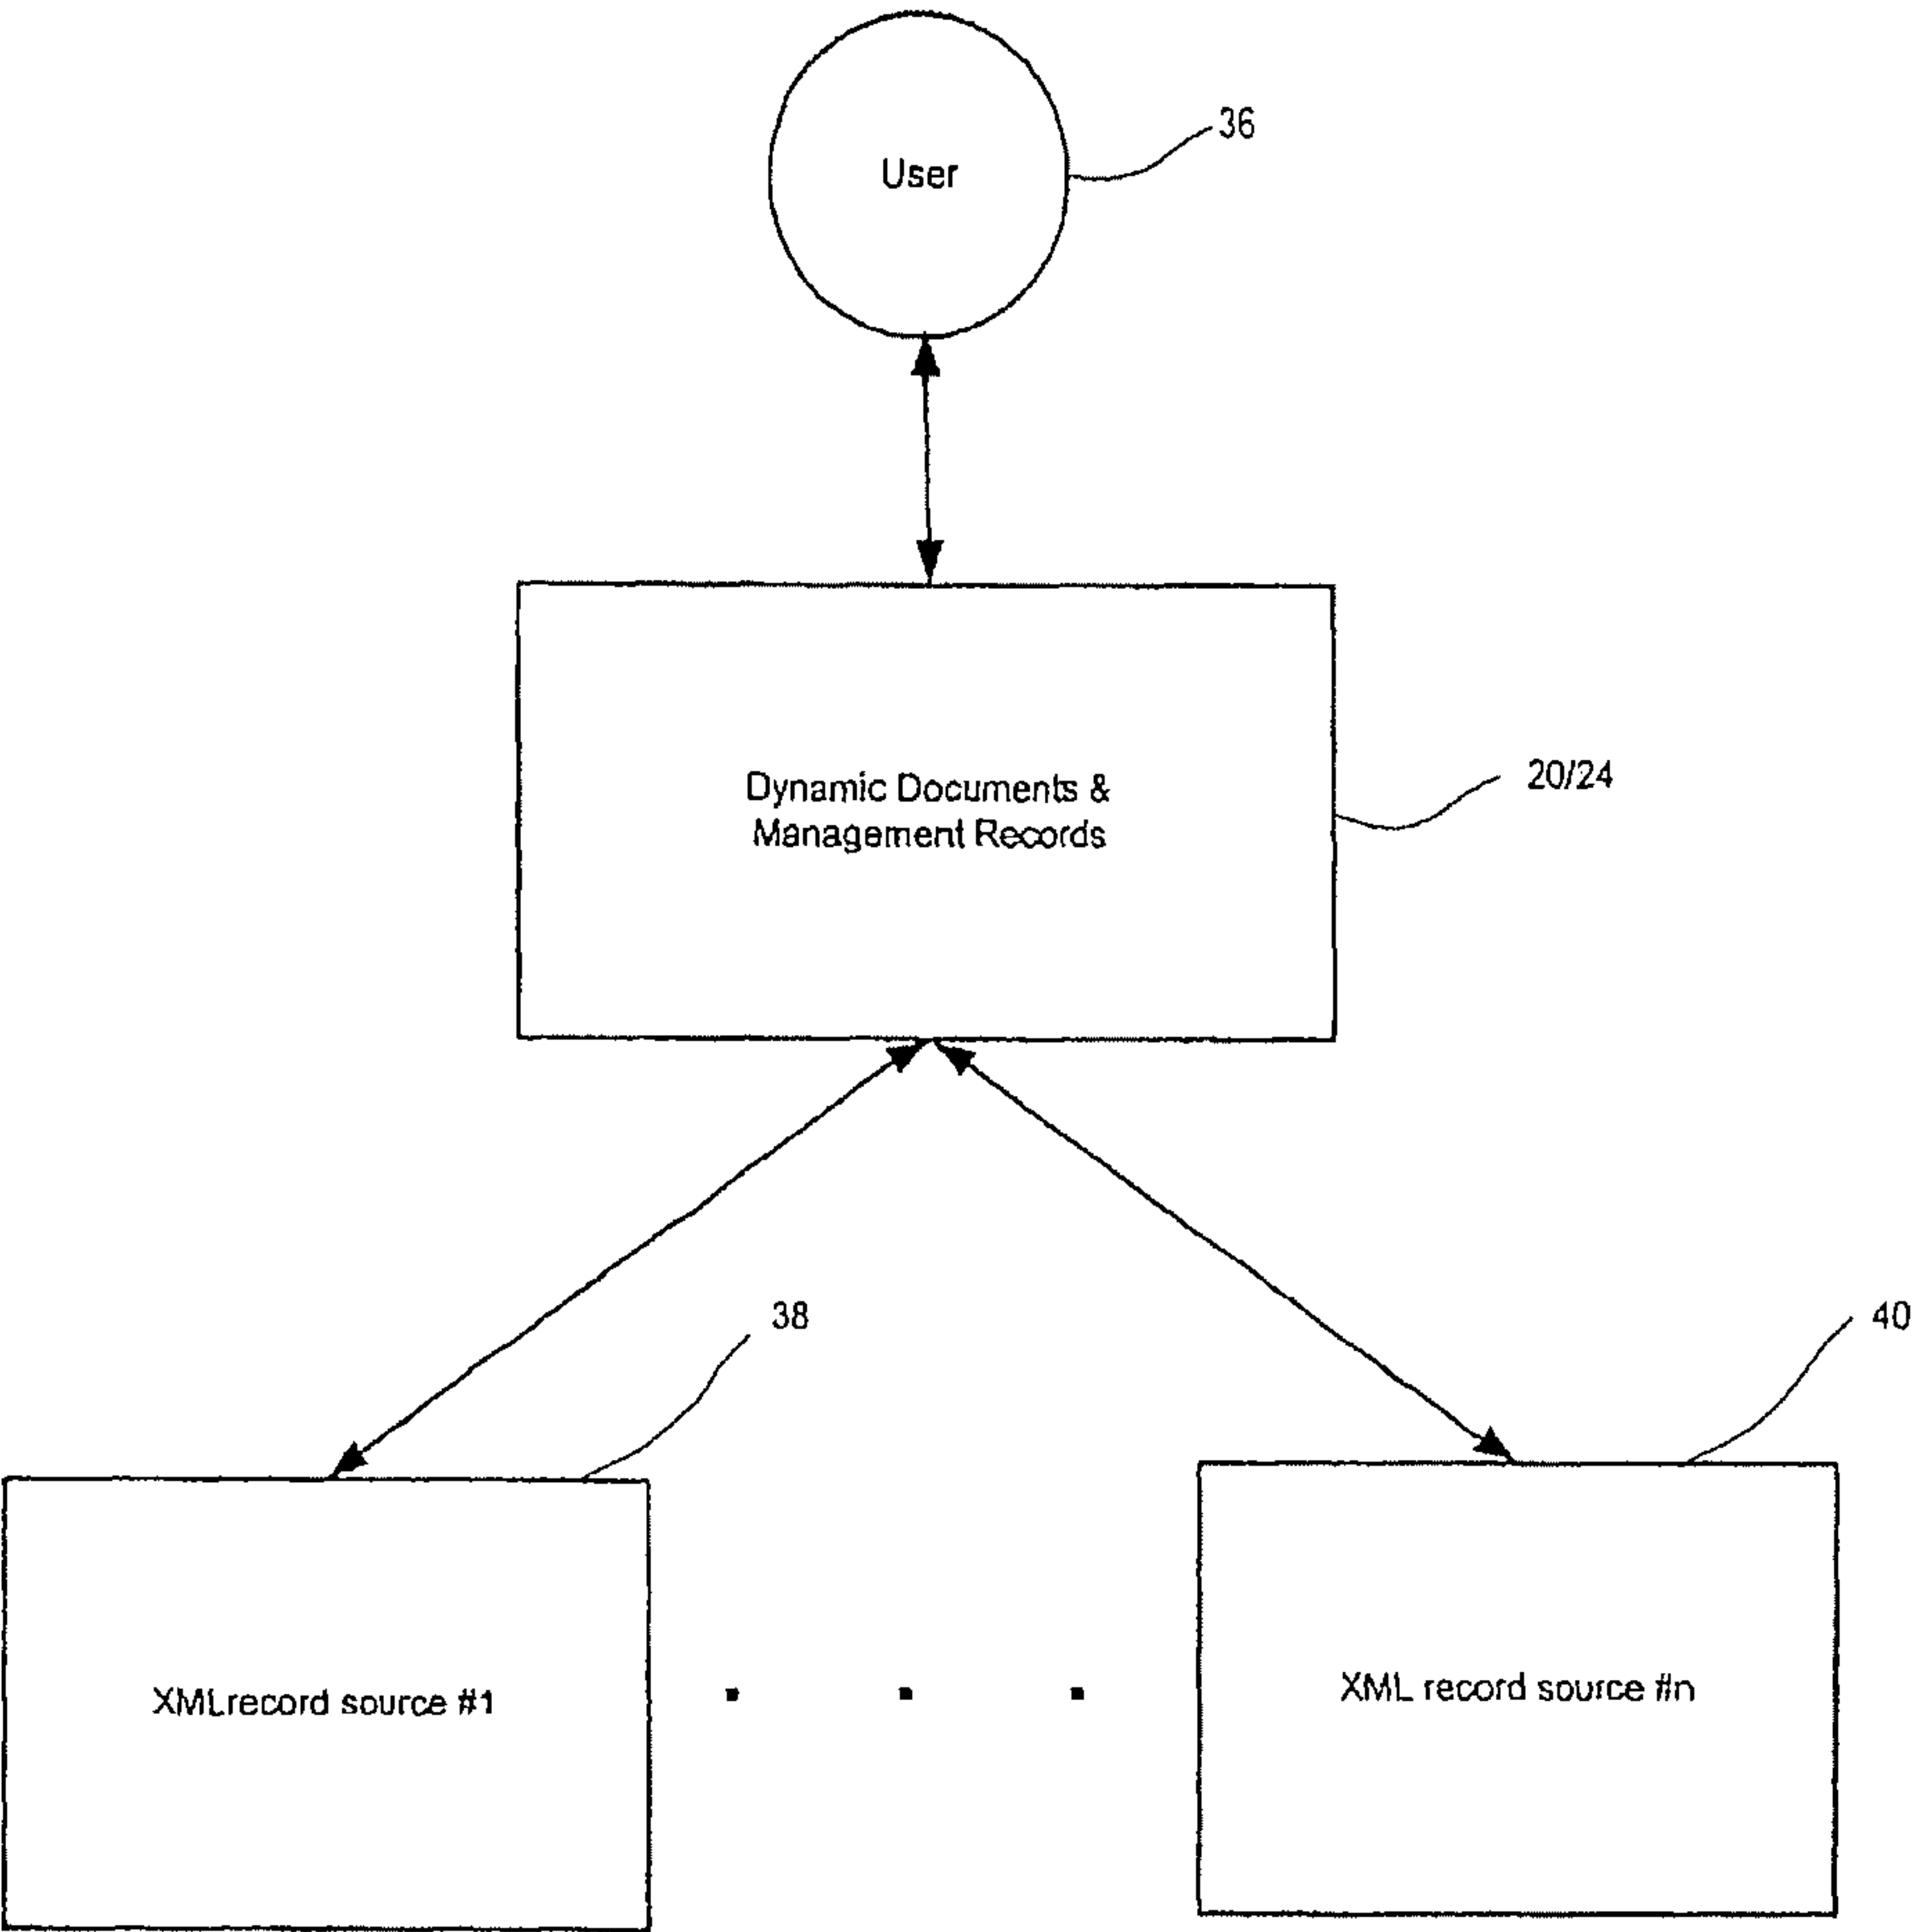 36
User
20/24
Dynamic Documents &
Management Records
38
40
XMLrecord source #1
XML record source #n